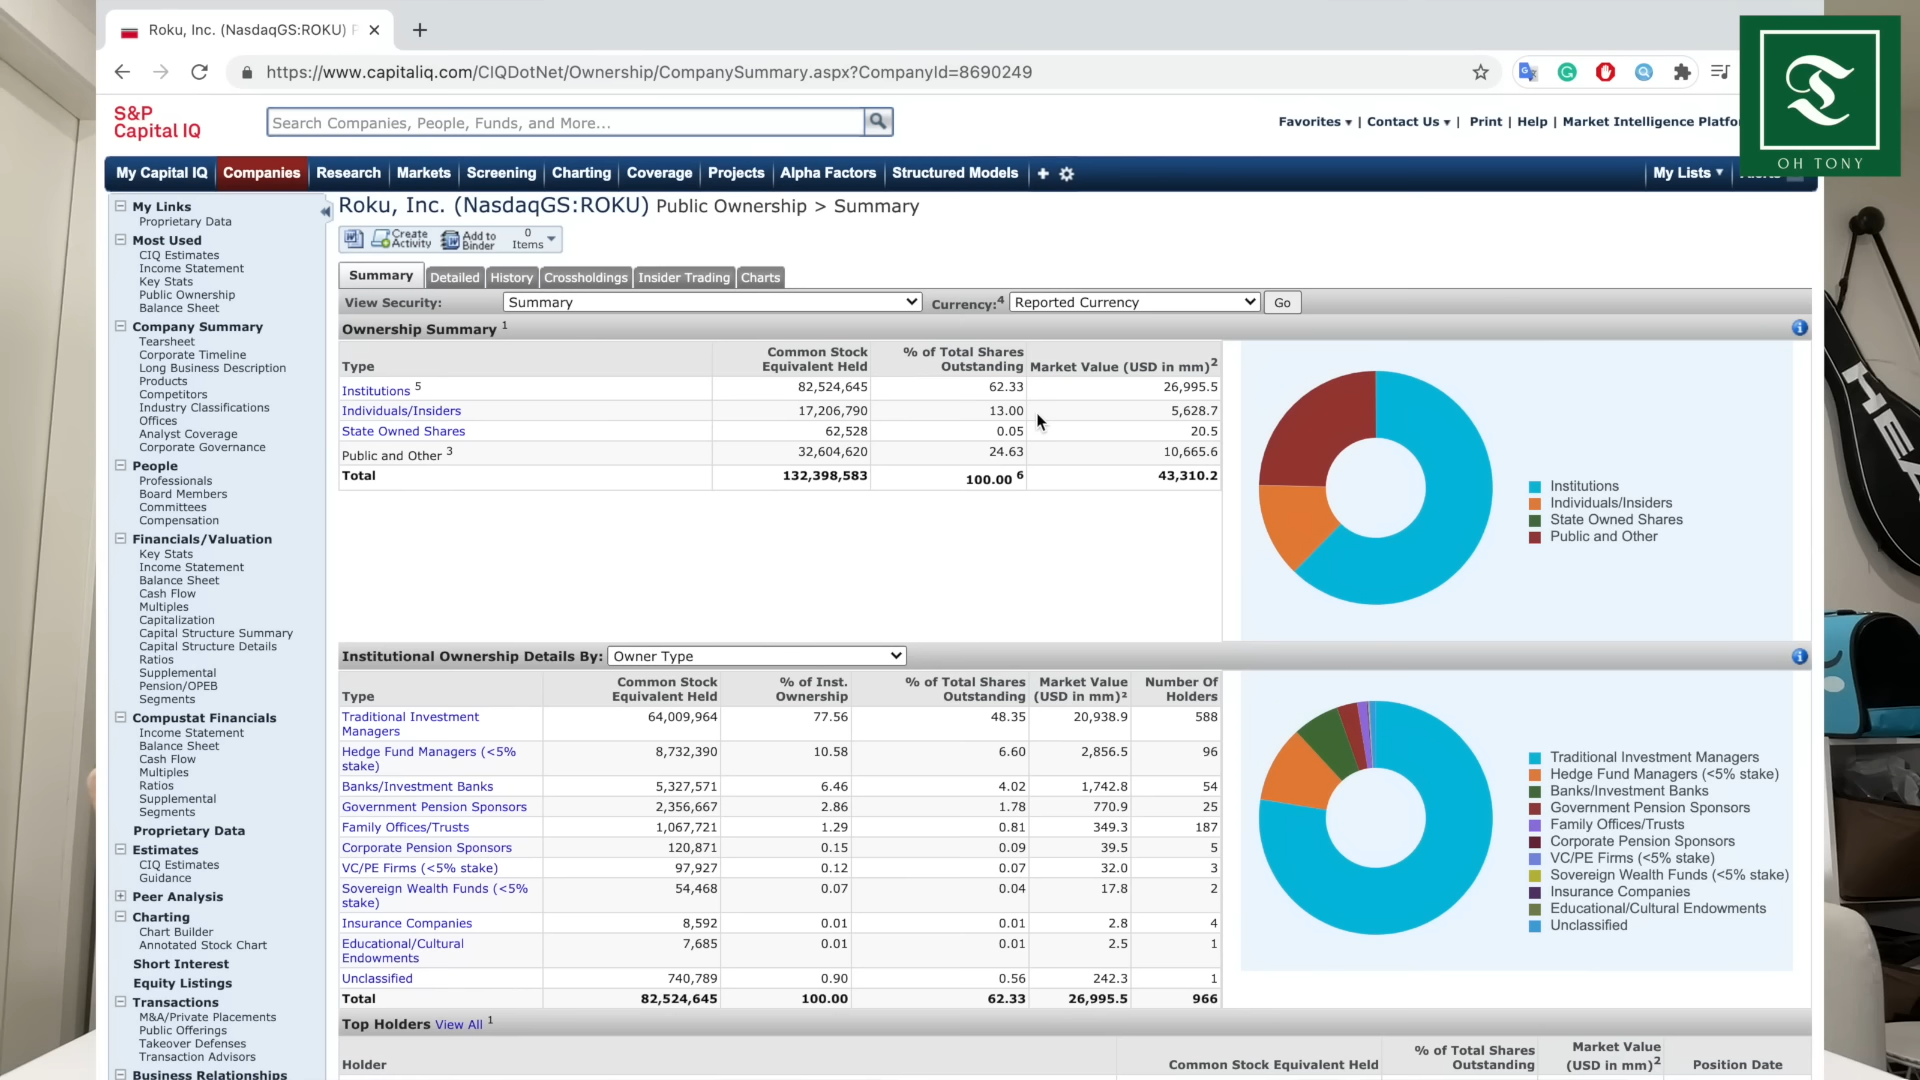 Roku, Inc. (NasdaqGS:ROKU) P
https://www.capitaliq.com/CIQDotNet/Ownership/CompanySummary.aspx?CompanyId=8690249
OH TONY
S&P
Capital IQ
Search Companies, People, Funds, and More...
Favorites | Contact Us | Print | Help | Market Intelligence Platfo
My Capital IQ Companies Research Markets Screening Charting Coverage Projects Alpha Factors Structured Models My Lists
My Links
Proprietary Data
Most Used
CIQ Estimates
Income Statement
Key Stats
Public Ownership
Balance Sheet
Company Summary
Tearsheet
Corporate Timeline
Long Business Description
Products
Competitors
Industry Classifications
Offices
Analyst Coverage
Corporate Governance
People
Professionals
Board Members
Committees
Compensation
Financials/Valuation
Key Stats
Income Statement
Balance Sheet
Cash Flow
Multiples
Capitalization
Capital Structure Summary
Capital Structure Details
Ratios
Supplemental
Pension/OPEB
Segments
Compustat Financials
Income Statement
Balance Sheet
Cash Flow
Multiples
Ratios
Supplemental
Segments
Proprietary Data
Estimates
CIQ Estimates
Guidance
Peer Analysis
Charting
Chart Builder
Annotated Stock Chart
Short Interest
Equity Listings
Transactions
M&A/Private Placements
Public Offerings
Takeover Defenses
Transaction Advisors
Business Relationships
Roku, Inc. (NasdaqGS:ROKU) Public Ownership > Summary
Create Activity Add to Binder 0 Items
Summary Detailed History Crossholdings Insider Trading Charts
View Security: Summary Currency:4 Reported Currency Go
Ownership Summary 1
Type Common Stock Equivalent Held % of Total Shares Outstanding Market Value (USD in mm)2
Institutions 5 82,524,645 62.33 26,995.5
Individuals/Insiders 17,206,790 13.00 5,628.7
State Owned Shares 62,528 0.05 20.5
Public and Other 3 32,604,620 24.63 10,665.6
Total 132,398,583 100.00 6 43,310.2
Institutions
Individuals/Insiders
State Owned Shares
Public and Other
Institutional Ownership Details By: Owner Type
Type Common Stock Equivalent Held % of Inst. Ownership % of Total Shares Outstanding Market Value (USD in mm)2 Number Of Holders
Traditional Investment Managers 64,009,964 77.56 48.35 20,938.9 588
Hedge Fund Managers (<5% stake) 8,732,390 10.58 6.60 2,856.5 96
Banks/Investment Banks 5,327,571 6.46 4.02 1,742.8 54
Government Pension Sponsors 2,356,667 2.86 1.78 770.9 25
Family Offices/Trusts 1,067,721 1.29 0.81 349.3 187
Corporate Pension Sponsors 120,871 0.15 0.09 39.5 5
VC/PE Firms (<5% stake) 97,927 0.12 0.07 32.0 3
Sovereign Wealth Funds (<5% stake) 54,468 0.07 0.04 17.8 2
Insurance Companies 8,592 0.01 0.01 2.8 4
Educational/Cultural Endowments 7,685 0.01 0.01 2.5 1
Unclassified 740,789 0.90 0.56 242.3 1
Total 82,524,645 100.00 62.33 26,995.5 966
Traditional Investment Managers
Hedge Fund Managers (<5% stake)
Banks/Investment Banks
Government Pension Sponsors
Family Offices/Trusts
Corporate Pension Sponsors
VC/PE Firms (<5% stake)
Sovereign Wealth Funds (<5% stake)
Insurance Companies
Educational/Cultural Endowments
Unclassified
Top Holders View All 1
Holder Common Stock Equivalent Held % of Total Shares Outstanding Market Value (USD in mm)2 Position Date
HEAD